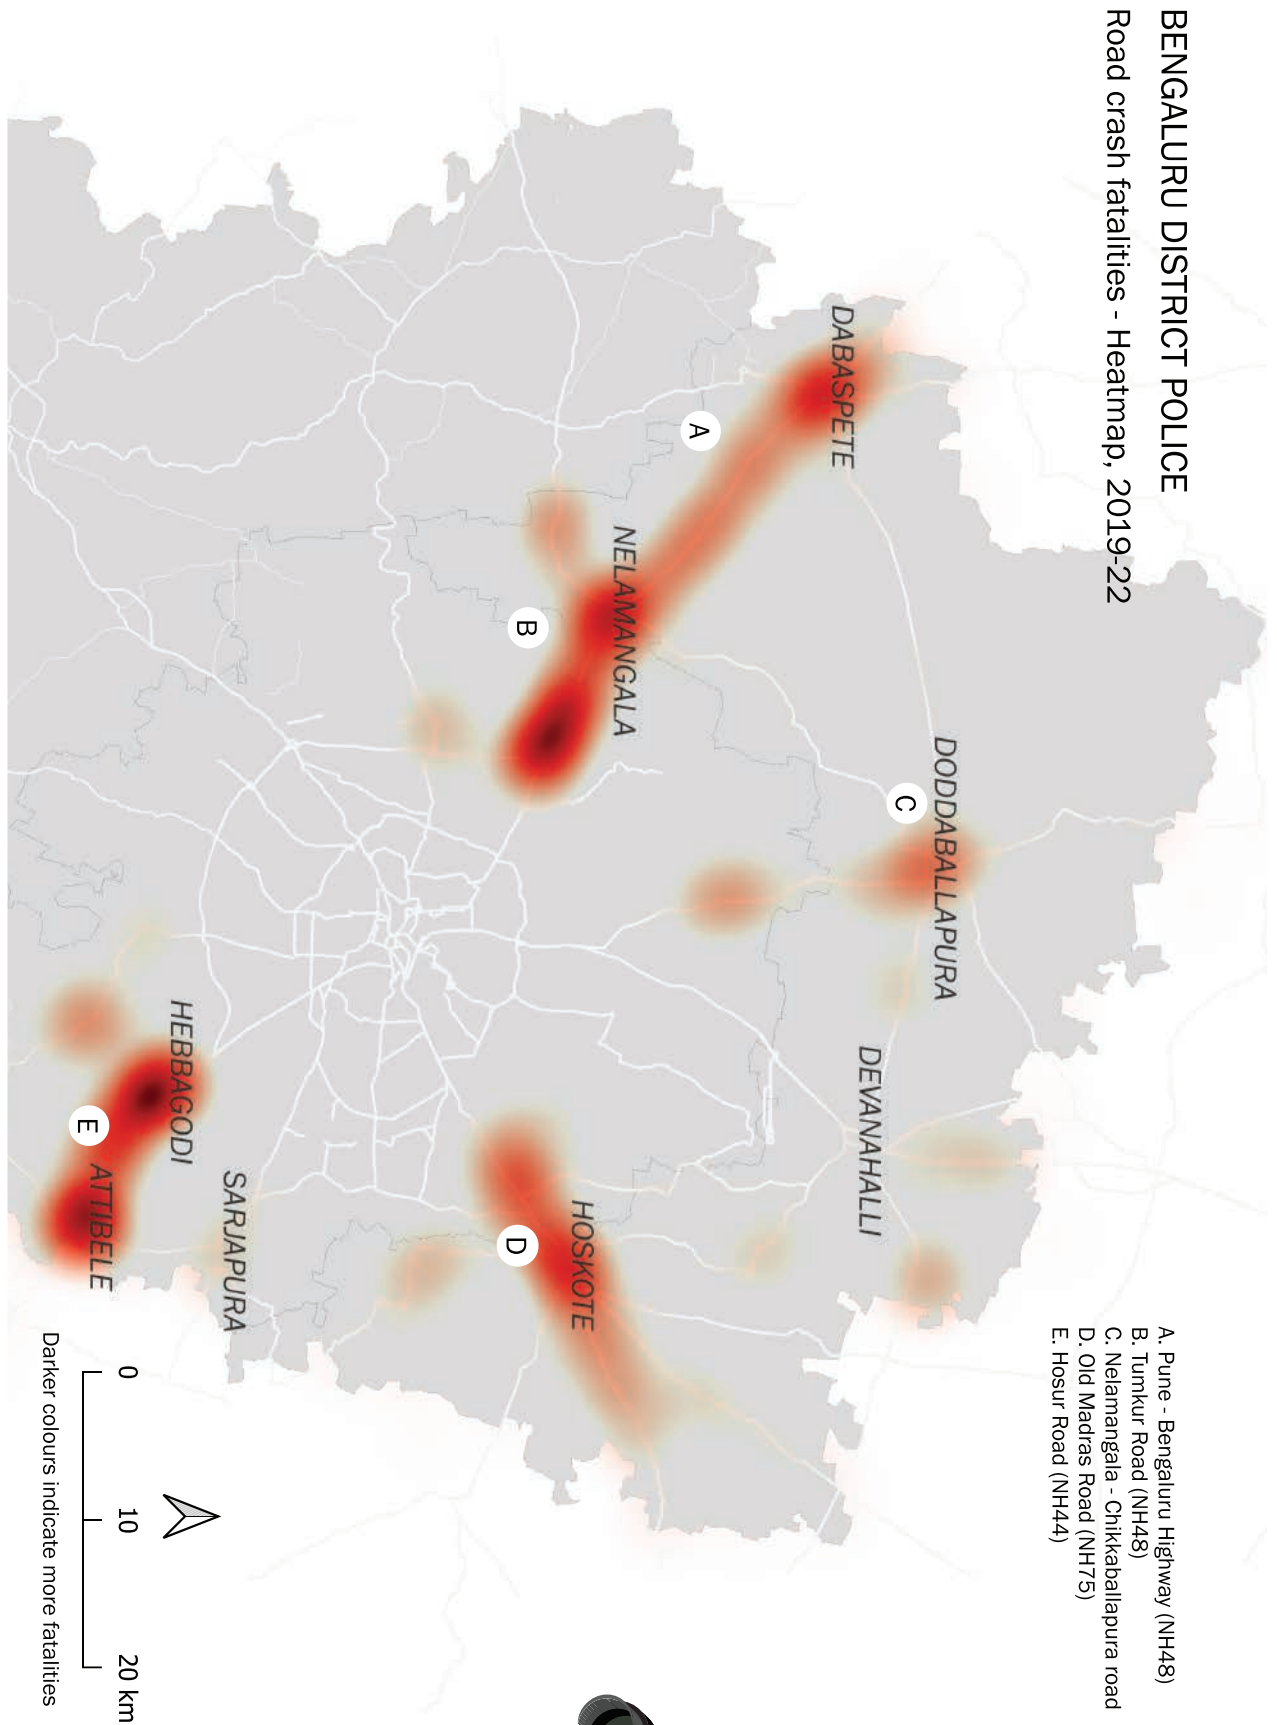 BENGALURU DISTRICT POLICE
Road crash fatalities - Heatmap, 2019-22
A. Pune - Bengaluru Highway (NH48)
B. Tumkur Road (NH48)
C. Nelamangala - Chikkaballapura road
D. Old Madras Road (NH75)
E. Hosur Road (NH44)
DABASPETE
A
NELAMANGALA
B
DODDABALLAPURA
C
DEVANAHALLI
HOSKOTE
D
SARJAPURA
HEBBAGODI
E
ATTIBELE
0 10 20 km
Darker colours indicate more fatalities